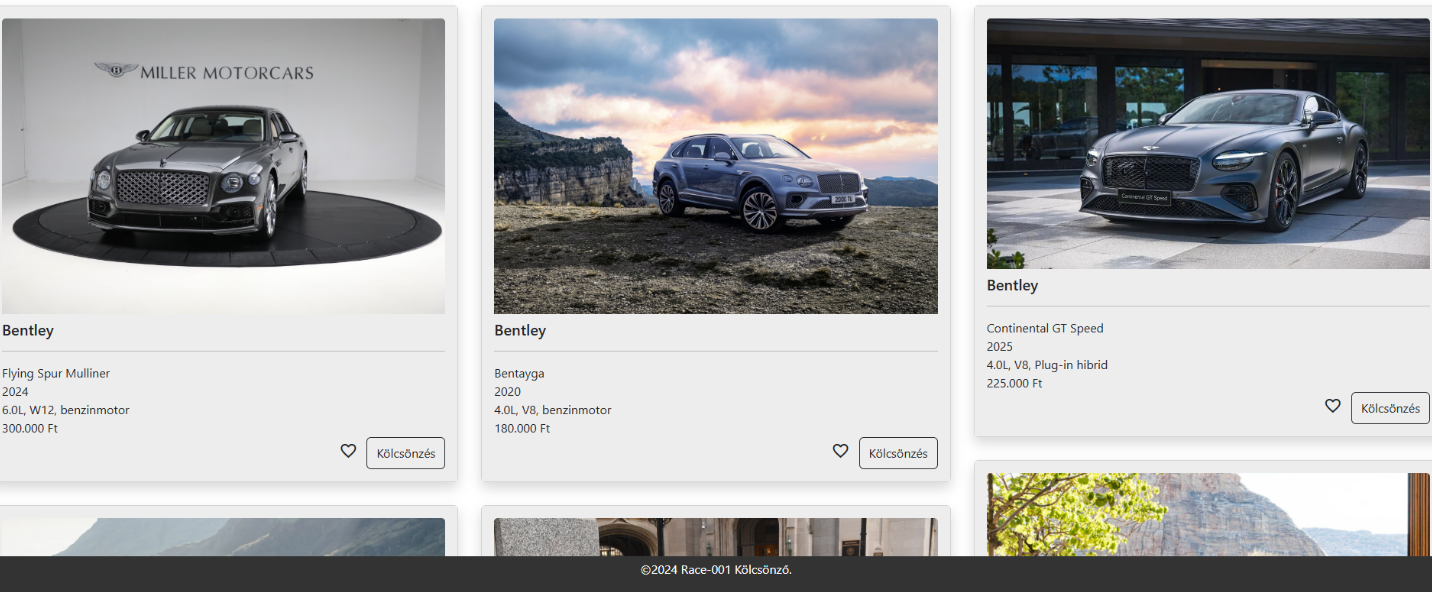 MILLER MOTORCARS
Bentley
Flying Spur Mulliner
2024
6.0L, W12, benzinmotor
300.000 Ft
Kölcsönzés
2000 TU
Bentley
Bentayga
2020
4.0L, V8, benzinmotor
180.000 Ft
Kölcsönzés
Continental GT Speed
Bentley
Continental GT Speed
2025
4.0L, V8, Plug-in hibrid
225.000 Ft
Kölcsönzés
©2024 Race-001 Kölcsönző.